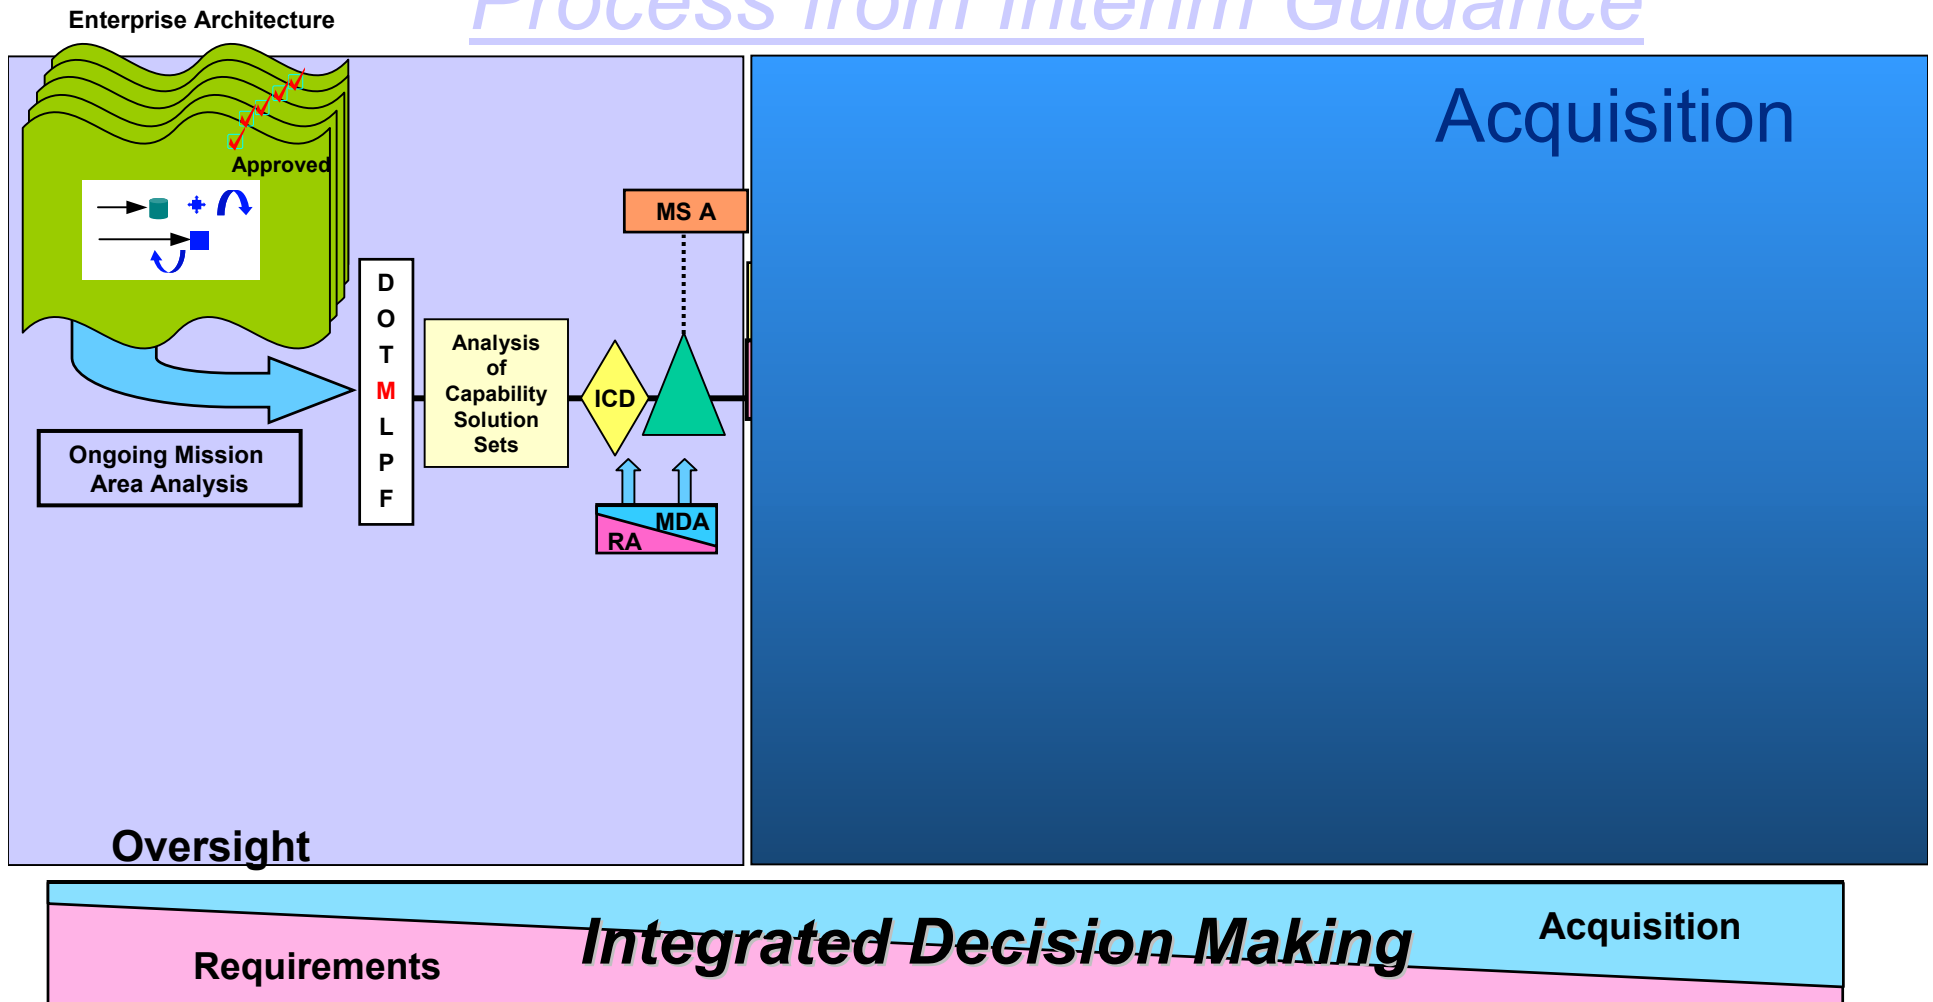 Process from Interim Guidance
Enterprise Architecture
Acquisition
Approved
MS A
D
O
T
M
L
P
F
Analysis
of
Capability
Solution
Sets
ICD
Ongoing Mission
Area Analysis
MDA
RA
Oversight
Integrated Decision Making
Acquisition
Requirements